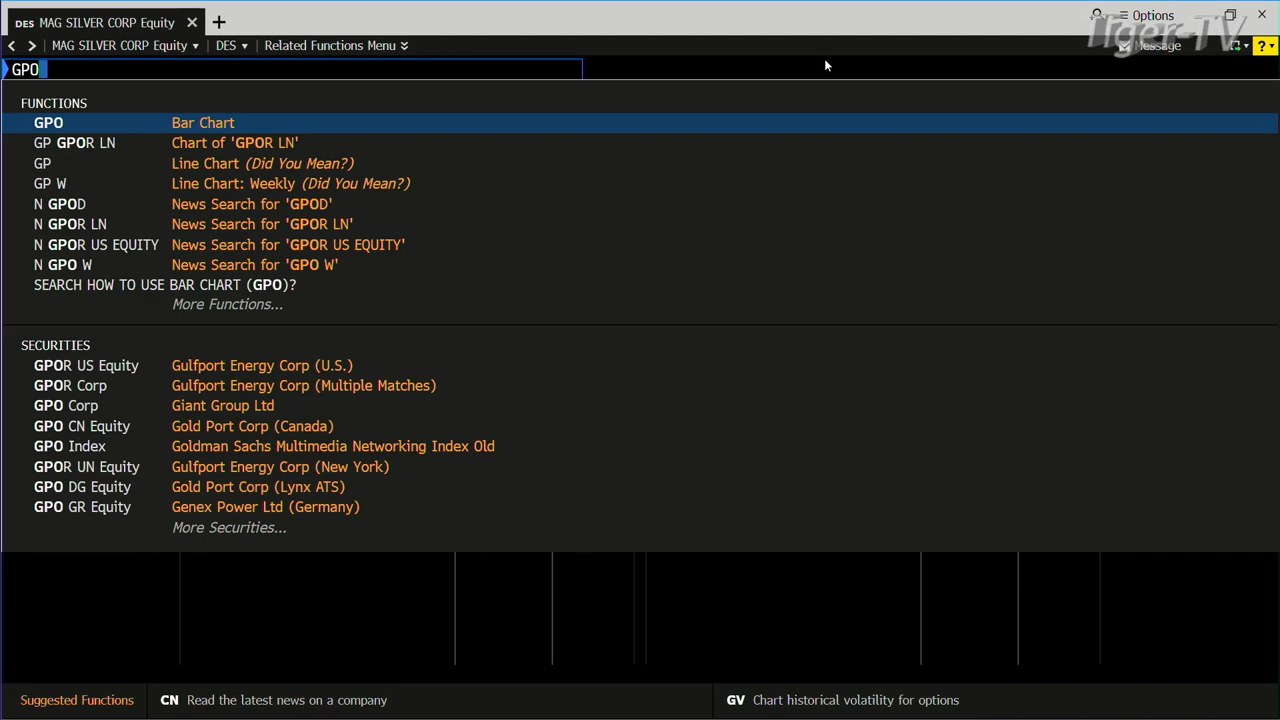 DES MAG SILVER CORP Equity
Options
Tiger-TV
MAG SILVER CORP Equity DES Related Functions Menu Message ?
GPO
FUNCTIONS
GPO Bar Chart
GP GPOR LN Chart of 'GPOR LN'
GP Line Chart (Did You Mean?)
GP W Line Chart: Weekly (Did You Mean?)
N GPOD News Search for 'GPOD'
N GPOR LN News Search for 'GPOR LN'
N GPOR US EQUITY News Search for 'GPOR US EQUITY'
N GPO W News Search for 'GPO W'
SEARCH HOW TO USE BAR CHART (GPO)?
More Functions...
SECURITIES
GPOR US Equity Gulfport Energy Corp (U.S.)
GPOR Corp Gulfport Energy Corp (Multiple Matches)
GPO Corp Giant Group Ltd
GPO CN Equity Gold Port Corp (Canada)
GPO Index Goldman Sachs Multimedia Networking Index Old
GPOR UN Equity Gulfport Energy Corp (New York)
GPO DG Equity Gold Port Corp (Lynx ATS)
GPO GR Equity Genex Power Ltd (Germany)
More Securities...
Suggested Functions CN Read the latest news on a company GV Chart historical volatility for options